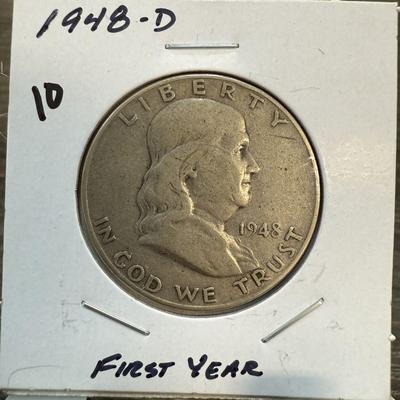 1948-D
10
LIBERTY
1948
IN GOD WE TRUST
FIRST YEAR